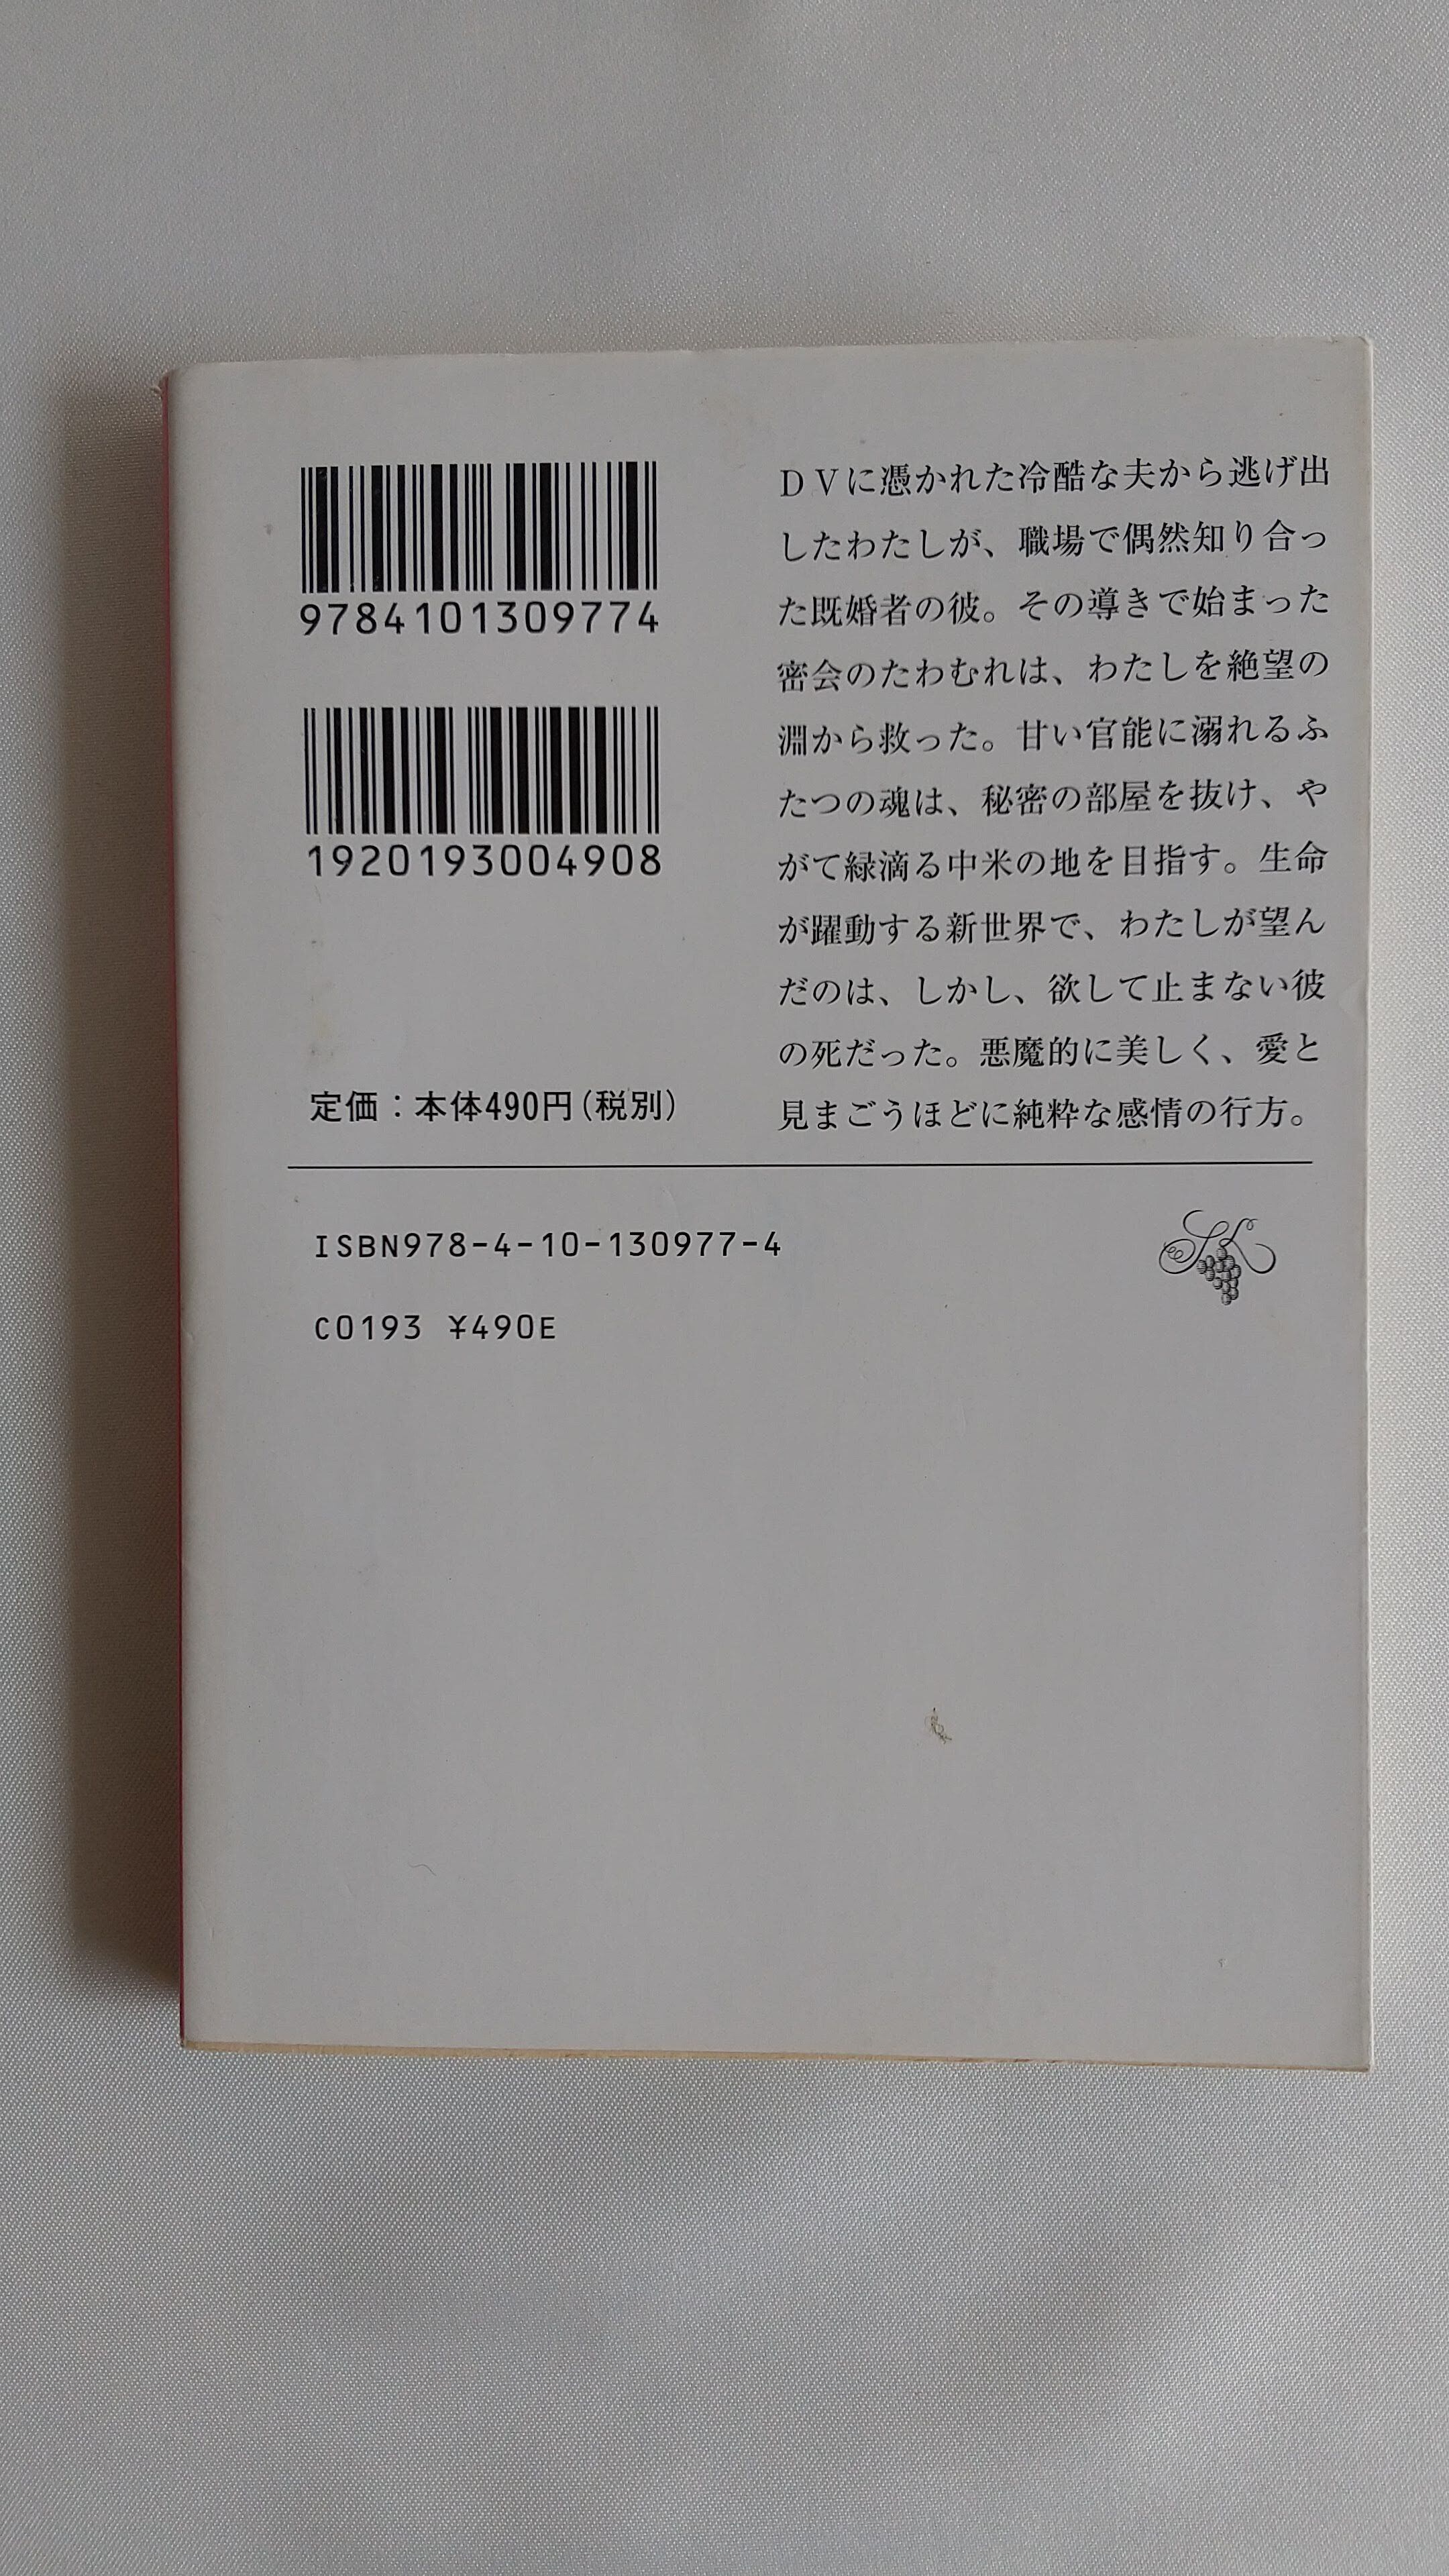 9784101309774
1920193004908
定価：本体490円（税別）
DVに憑かれた冷酷な夫から逃げ出
したわたしが、職場で偶然知り合っ
た既婚者の彼。その導きで始まった
密会のたわむれは、わたしを絶望の
淵から救った。甘い官能に溺れるふ
たつの魂は、秘密の部屋を抜け、や
がて緑滴る中米の地を目指す。生命
が躍動する新世界で、わたしが望ん
だのは、しかし、欲して止まない彼
の死だった。悪魔的に美しく、愛と
見まごうほどに純粋な感情の行方。
ISBN978-4-10-130977-4
C0193 ¥490E
SK